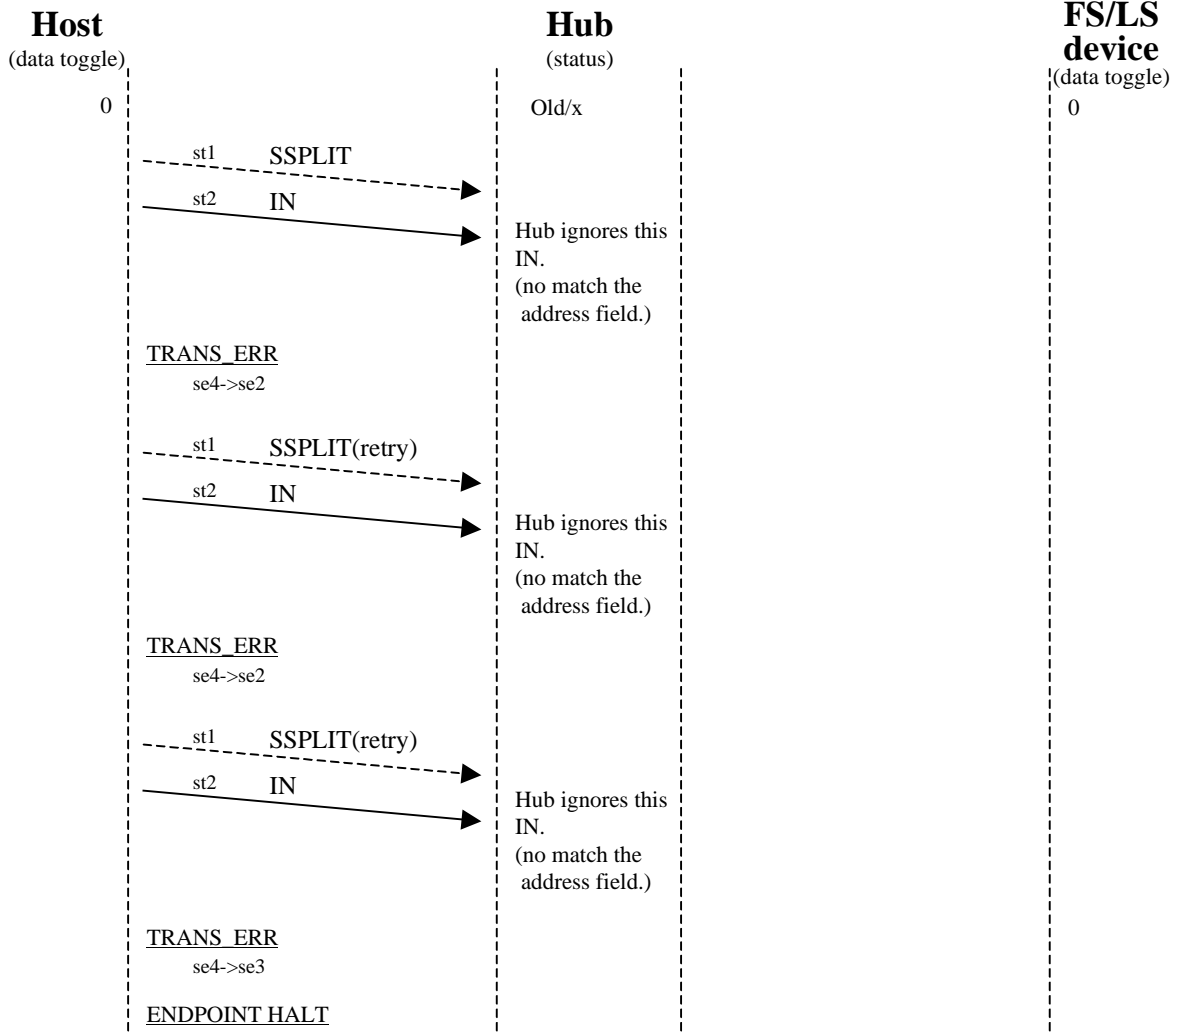 Host
(data toggle)
Hub
(status)
FS/LS
device
(data toggle)
0
Old/x
0
st1
SSPLIT
st2
IN
Hub ignores this
IN.
(no match the
address field.)
TRANS_ERR
se4->se2
st1
SSPLIT(retry)
st2
IN
Hub ignores this
IN.
(no match the
address field.)
TRANS_ERR
se4->se2
st1
SSPLIT(retry)
st2
IN
Hub ignores this
IN.
(no match the
address field.)
TRANS_ERR
se4->se3
ENDPOINT HALT